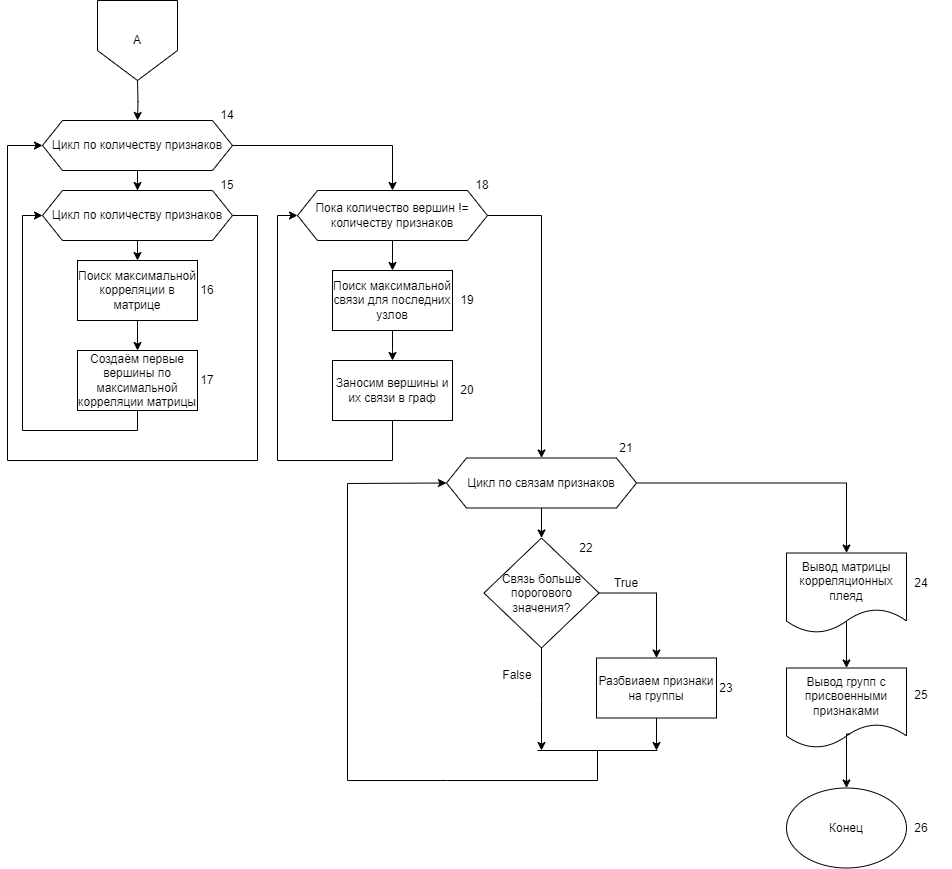 А
14
Цикл по количеству признаков
15
Цикл по количеству признаков
Поиск максимальной
корреляции в
матрице
16
Создаём первые
вершины по
максимальной
корреляции матрицы
17
18
Пока количество вершин !=
количеству признаков
Поиск максимальной
связи для последних
узлов
19
Заносим вершины и
их связи в граф
20
21
Цикл по связам признаков
22
Связь больше
порогового
значения?
True
False
Разбвиаем признаки
на группы
23
Вывод матрицы
корреляционных
плеяд
24
Вывод групп с
присвоенными
признаками
25
Конец
26